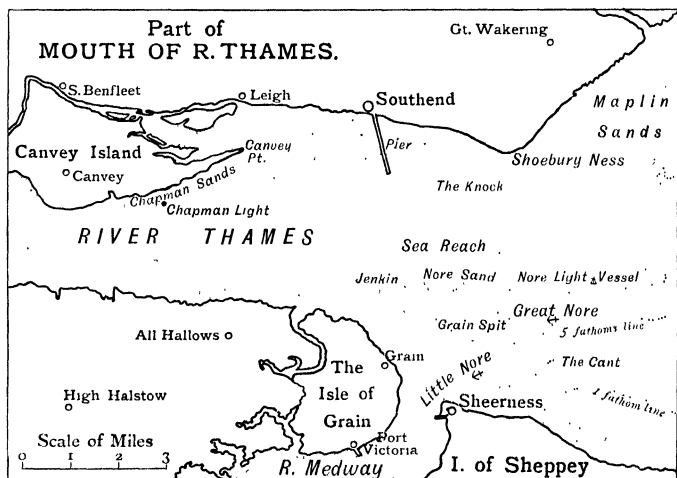 Part of
MOUTH OF R. THAMES.
Gt. Wakering
S. Benfleet
Leigh
Southend
Maplin
Sands
Canvey Island
Canvey
Pt.
Pier
Shoebury Ness
Canvey
Chapman Sands
The Knock
Chapman Light
RIVER THAMES
Sea Reach
Jenkin
Nore Sand
Nore Light Vessel
Great Nore
Grain Spit
5 fathoms line
All Hallows
The
Isle of
Grain
Grain
Little Nore
The Cant
High Halstow
Sheerness
1 fathom line
Scale of Miles
0 1 2 3
Port
Victoria
R. Medway
I. of Sheppey